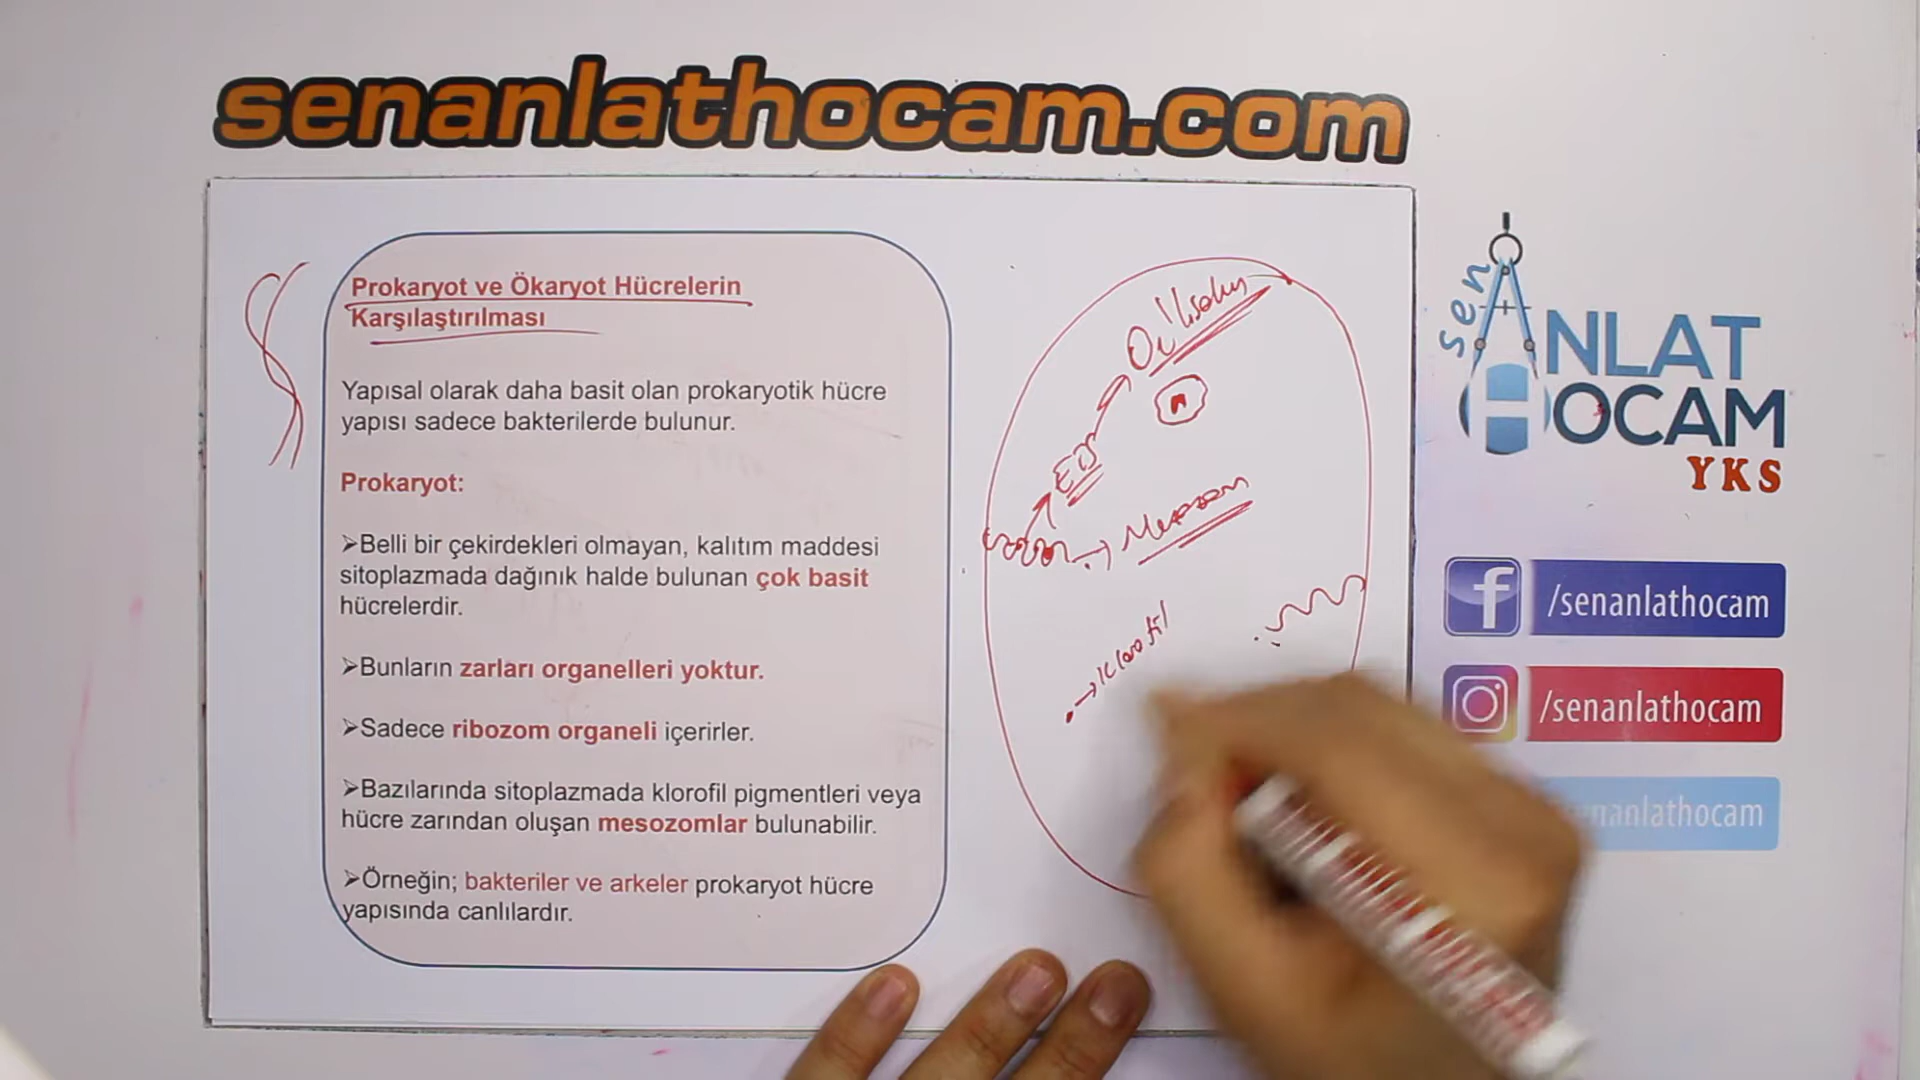 senanlathocam.com
Prokaryot ve Ökaryot Hücrelerin
Karşılaştırılması
Yapısal olarak daha basit olan prokaryotik hücre
yapısı sadece bakterilerde bulunur.
Prokaryot:
➤Belli bir çekirdekleri olmayan, kalıtım maddesi
sitoplazmada dağınık halde bulunan çok basit
hücrelerdir.
➤Bunların zarları organelleri yoktur.
➤Sadece ribozom organeli içerirler.
➤Bazılarında sitoplazmada klorofil pigmentleri veya
hücre zarından oluşan mesozomlar bulunabilir.
➤Örneğin; bakteriler ve arkeler prokaryot hücre
yapısında canlılardır.
ETS
Mezozom
klorofil
sen
ANLAT
HOCAM
YKS
/senanlathocam
/senanlathocam
senanlathocam